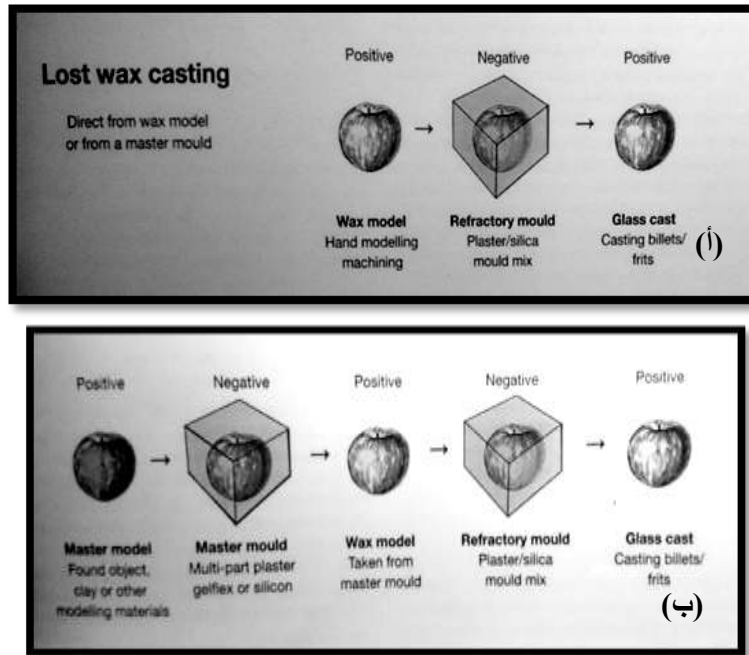 Lost wax casting
Direct from wax model
or from a master mould
Positive
Negative
Positive
→
→
Wax model
Hand modelling
machining
Refractory mould
Plaster/silica
mould mix
Glass cast
Casting billets/
frits
(أ)
Positive
Negative
Positive
Negative
Positive
→
→
→
→
Master model
Found object,
clay or other
modelling materials
Master mould
Multi-part plaster
gelflex or silicon
Wax model
Taken from
master mould
Refractory mould
Plaster/silica
mould mix
Glass cast
Casting billets/
frits
(ب)